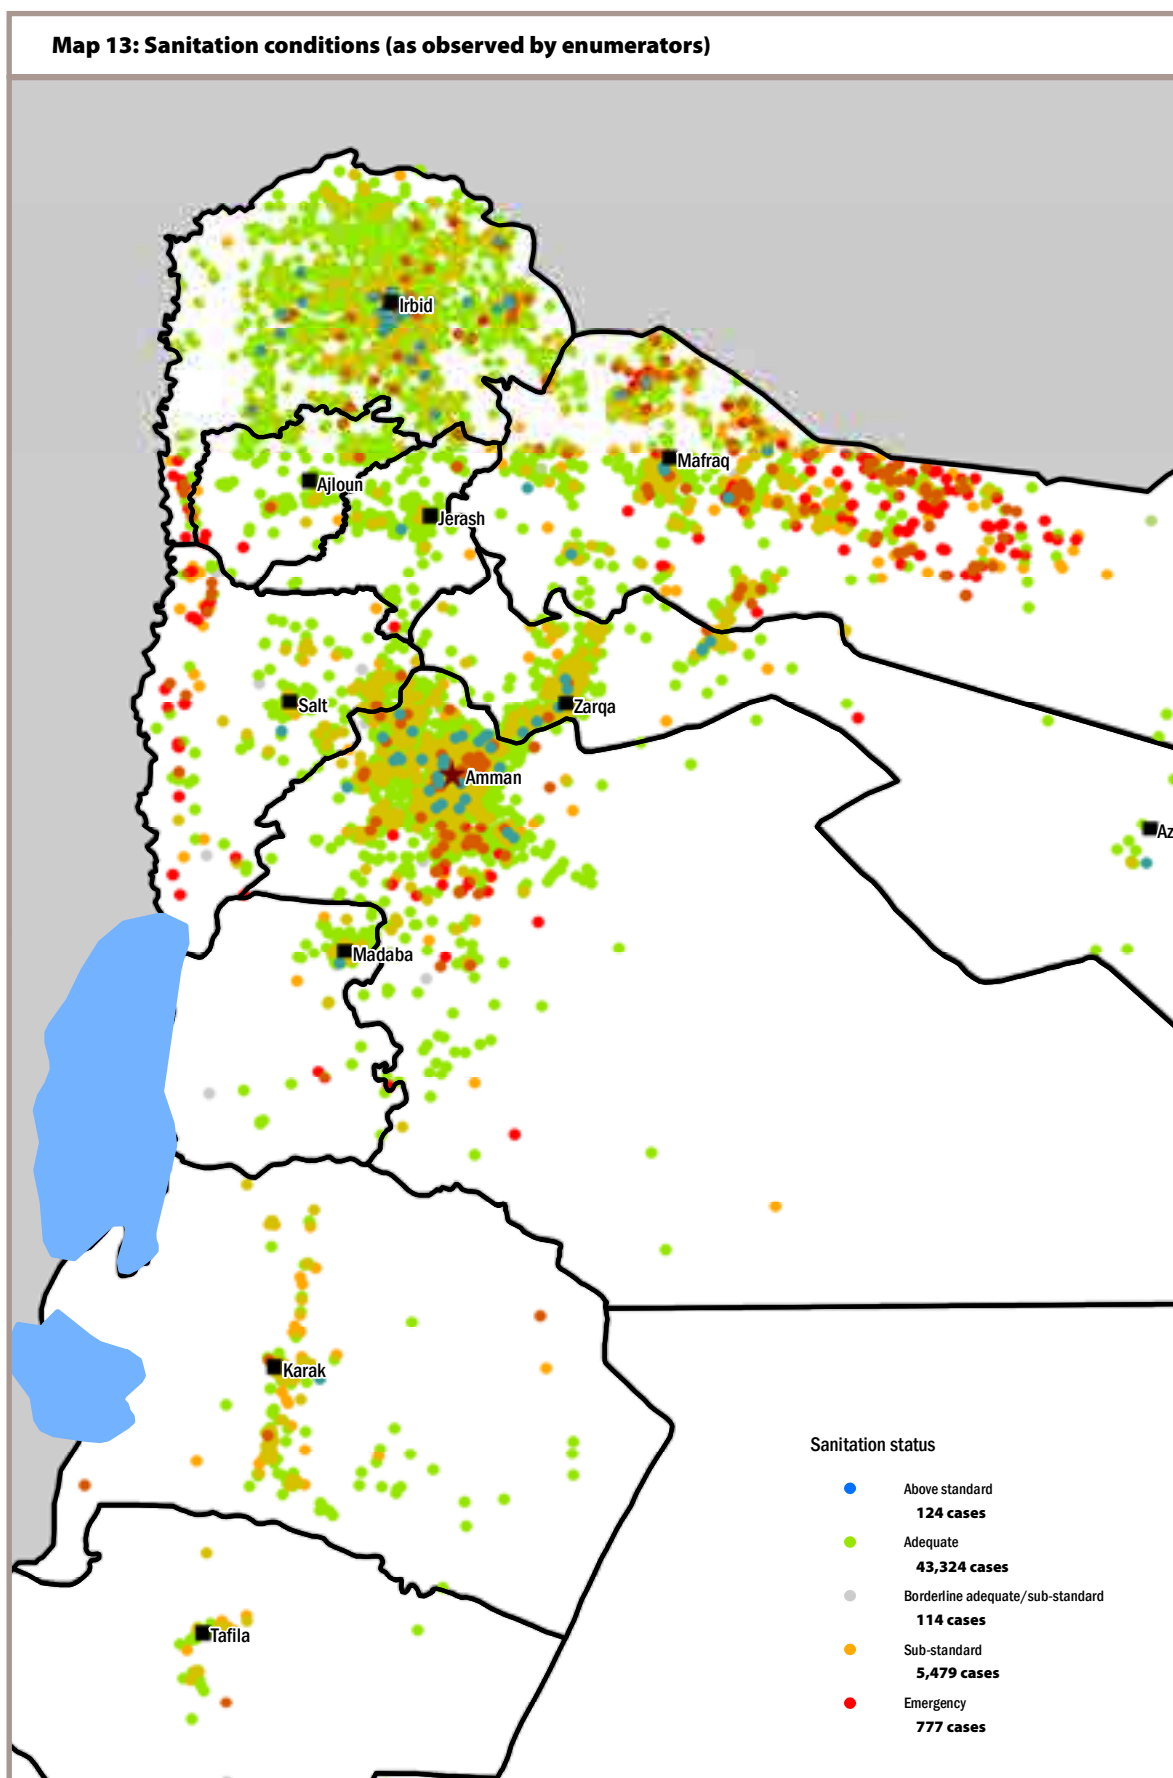 Map 13: Sanitation conditions (as observed by enumerators)
Irbid
Mafraq
Ajloun
Jerash
Salt
Zarqa
Amman
Az
Madaba
Karak
Tafila
Sanitation status
Above standard
124 cases
Adequate
43,324 cases
Borderline adequate/sub-standard
114 cases
Sub-standard
5,479 cases
Emergency
777 cases